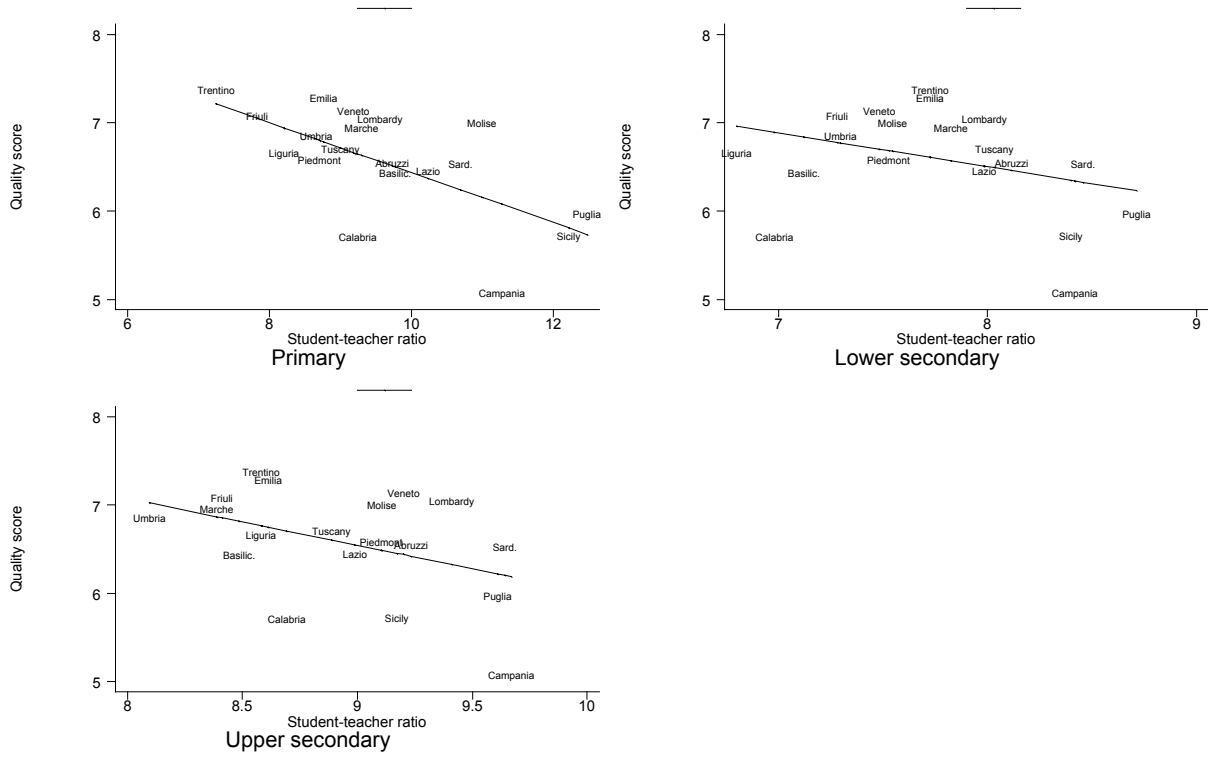 8
7
6
5
Quality score
Trentino
Emilia
Friuli
Veneto
Lombardy
Marche
Molise
Umbria
Liguria
Tuscany
Piedmont
Abruzzi
Sard.
Basilic.
Lazio
Puglia
Calabria
Sicily
Campania
6 8 10 12
Student-teacher ratio
Primary
8
7
6
5
Quality score
Trentino
Emilia
Friuli
Veneto
Lombardy
Molise
Marche
Umbria
Liguria
Tuscany
Piedmont
Abruzzi
Sard.
Basilic.
Lazio
Puglia
Calabria
Sicily
Campania
7 8 9
Student-teacher ratio
Lower secondary
8
7
6
5
Quality score
Trentino
Emilia
Friuli
Veneto
Lombardy
Marche
Molise
Umbria
Liguria
Tuscany
Piedmont
Abruzzi
Sard.
Basilic.
Lazio
Puglia
Calabria
Sicily
Campania
8 8.5 9 9.5 10
Student-teacher ratio
Upper secondary